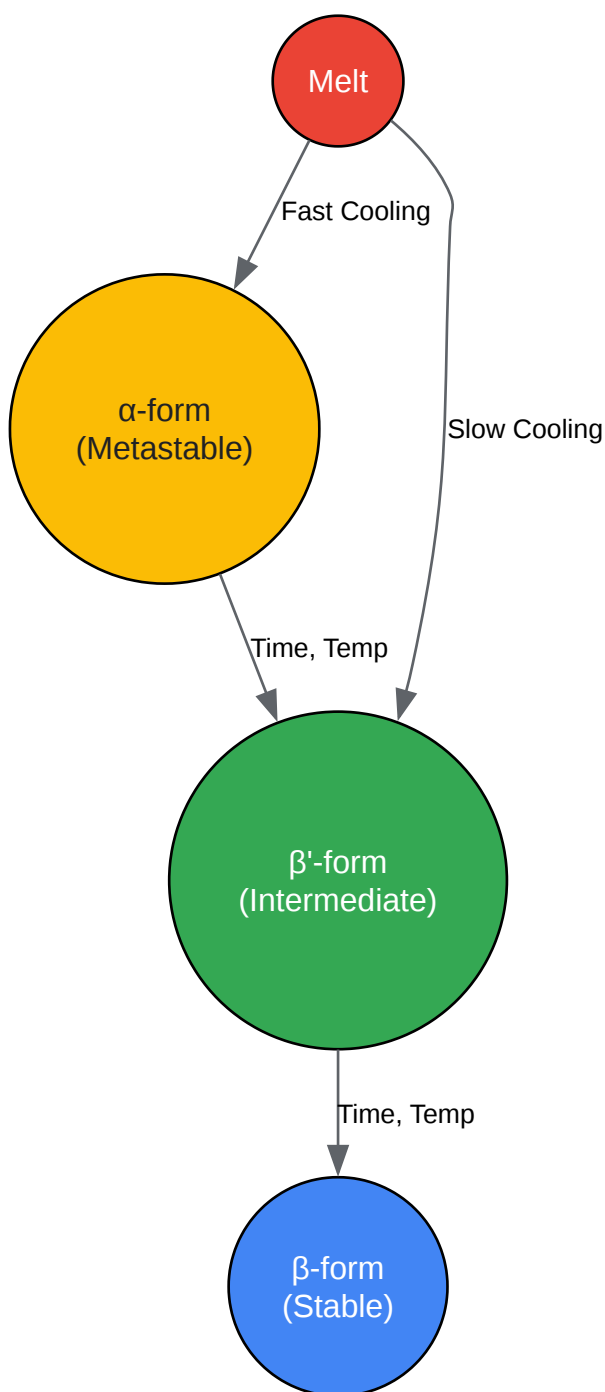 Melt
Fast Cooling
α-form
(Metastable)
Slow Cooling
Time, Temp
β'-form
(Intermediate)
Time, Temp
β-form
(Stable)